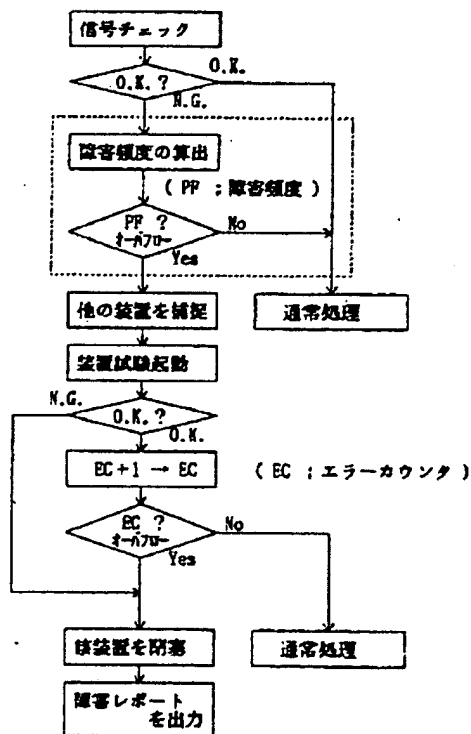 信号チェック
O.K. ?
O.K.
N.G.
障害頻度の算出
( PF ; 障害頻度 )
PF ?
オーバフロー
No
Yes
他の装置を捕捉
通常処理
装置試験起動
N.G.
O.K. ?
O.K.
EC+1 → EC
( EC ; エラーカウンタ )
EC ?
オーバフロー
No
Yes
該装置を閉塞
通常処理
障害レポート
を出力